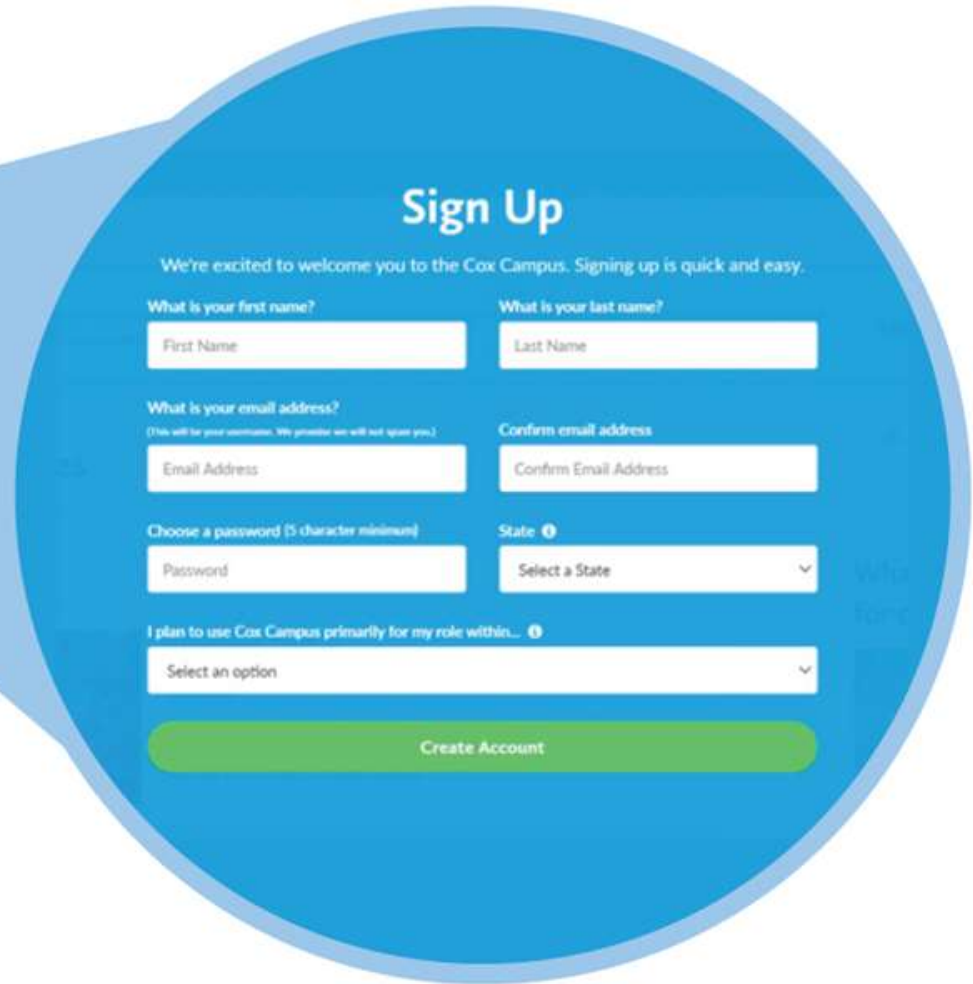 Sign Up
We're excited to welcome you to the Cox Campus. Signing up is quick and easy.
What is your first name?
What is your last name?
First Name
Last Name
What is your email address?
(This will be your username. We promise we will not spam you.)
Confirm email address
Email Address
Confirm Email Address
Choose a password (5 character minimum)
State
Password
Select a State
I plan to use Cox Campus primarily for my role within...
Select an option
Create Account